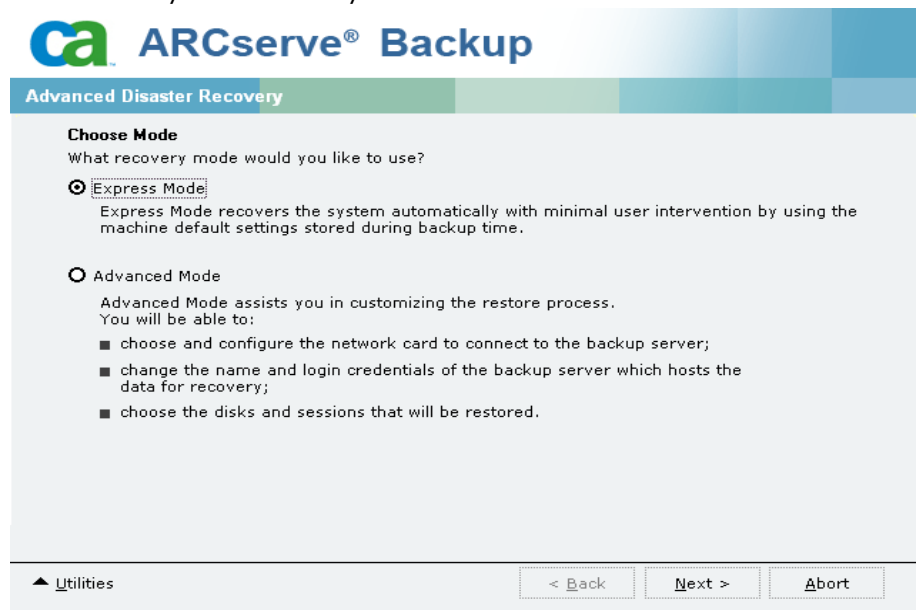 ca ARCserve® Backup
Advanced Disaster Recovery
Choose Mode
What recovery mode would you like to use?
Express Mode
Express Mode recovers the system automatically with minimal user intervention by using the
machine default settings stored during backup time.
Advanced Mode
Advanced Mode assists you in customizing the restore process.
You will be able to:
■ choose and configure the network card to connect to the backup server;
■ change the name and login credentials of the backup server which hosts the
data for recovery;
■ choose the disks and sessions that will be restored.
Utilities
< Back Next > Abort